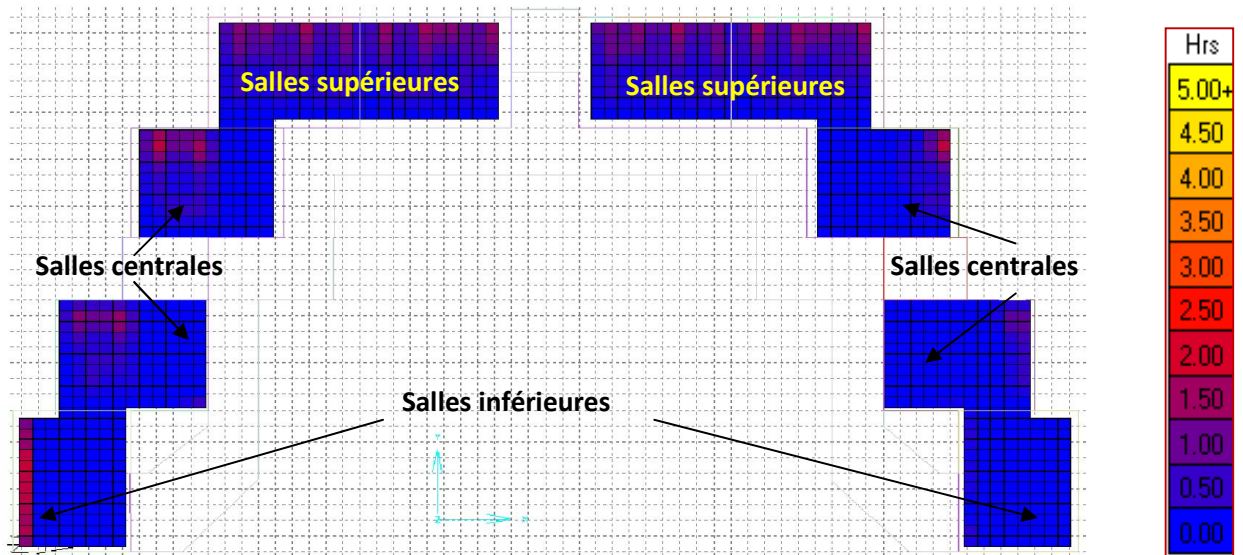 Salles supérieures
Salles supérieures
Salles centrales
Salles centrales
Salles inférieures
Hrs
5.00+
4.50
4.00
3.50
3.00
2.50
2.00
1.50
1.00
0.50
0.00